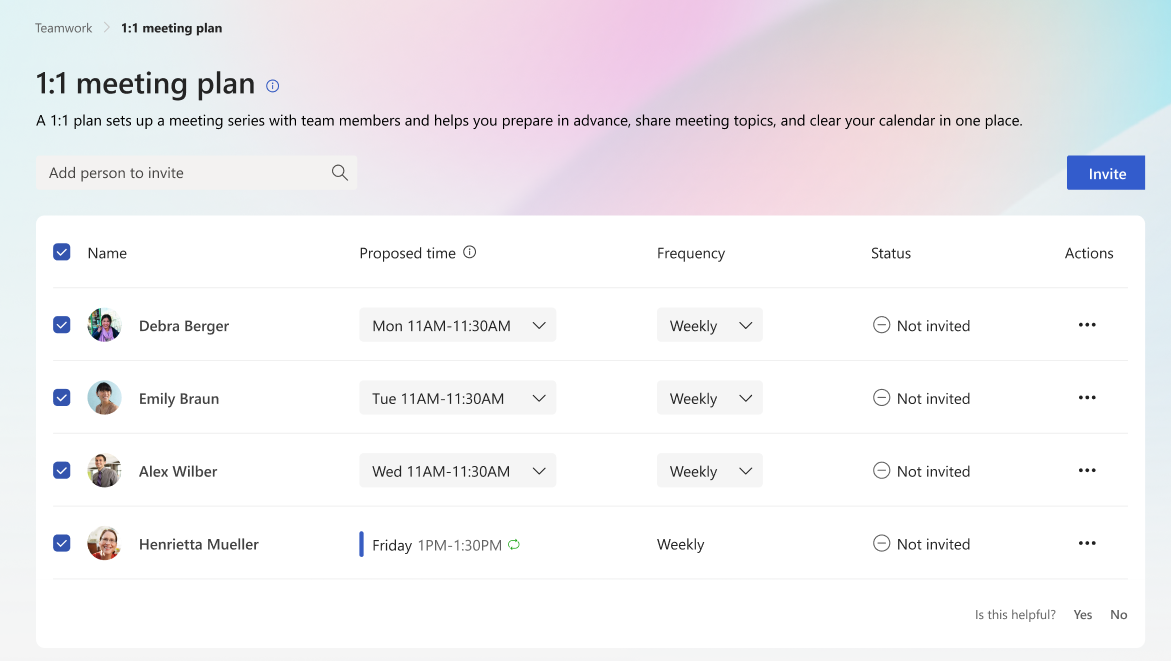 Teamwork > 1:1 meeting plan
1:1 meeting plan
A 1:1 plan sets up a meeting series with team members and helps you prepare in advance, share meeting topics, and clear your calendar in one place.
Add person to invite
Invite
Name Proposed time Frequency Status Actions
Debra Berger Mon 11AM-11:30AM Weekly Not invited
Emily Braun Tue 11AM-11:30AM Weekly Not invited
Alex Wilber Wed 11AM-11:30AM Weekly Not invited
Henrietta Mueller Friday 1PM-1:30PM Weekly Not invited
Is this helpful? Yes No